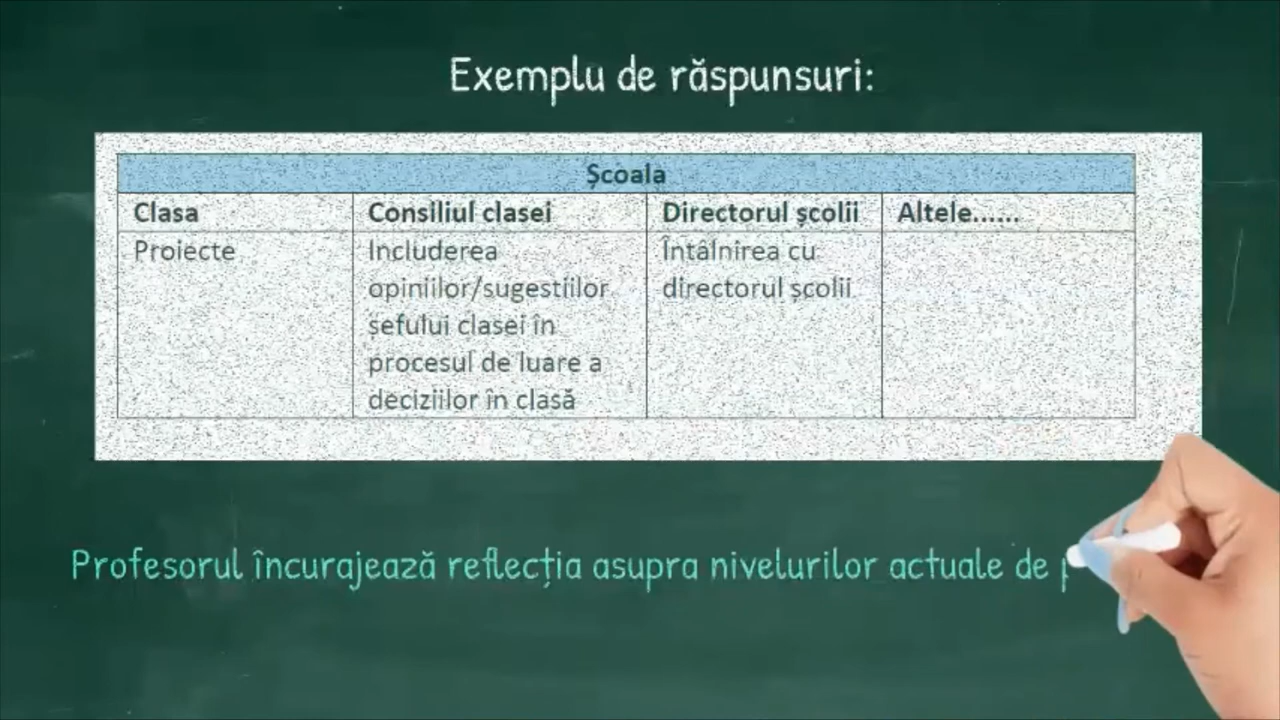 Exemplu de răspunsuri:
Școala
Clasa
Consiliul clasei
Directorul școlii
Altele......
Proiecte
Includerea
opiniilor/sugestiilor
șefului clasei în
procesul de luare a
deciziilor în clasă
Întâlnirea cu
directorul școlii
Profesorul încurajează reflecția asupra nivelurilor actuale de